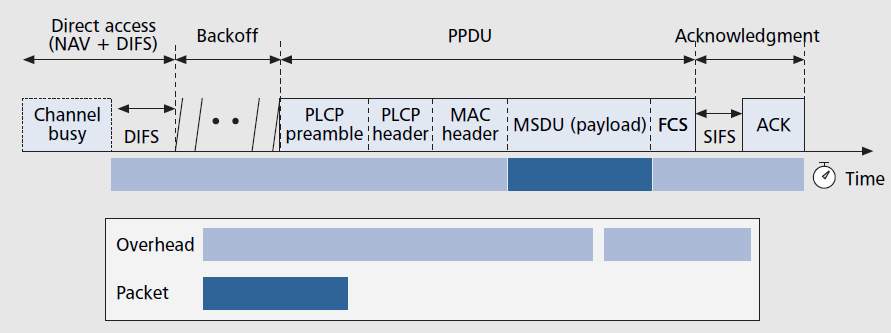 Direct access
(NAV + DIFS)
Backoff
PPDU
Acknowledgment
Channel
busy
DIFS
PLCP
preamble
PLCP
header
MAC
header
MSDU (payload)
FCS
SIFS
ACK
Time
Overhead
Packet